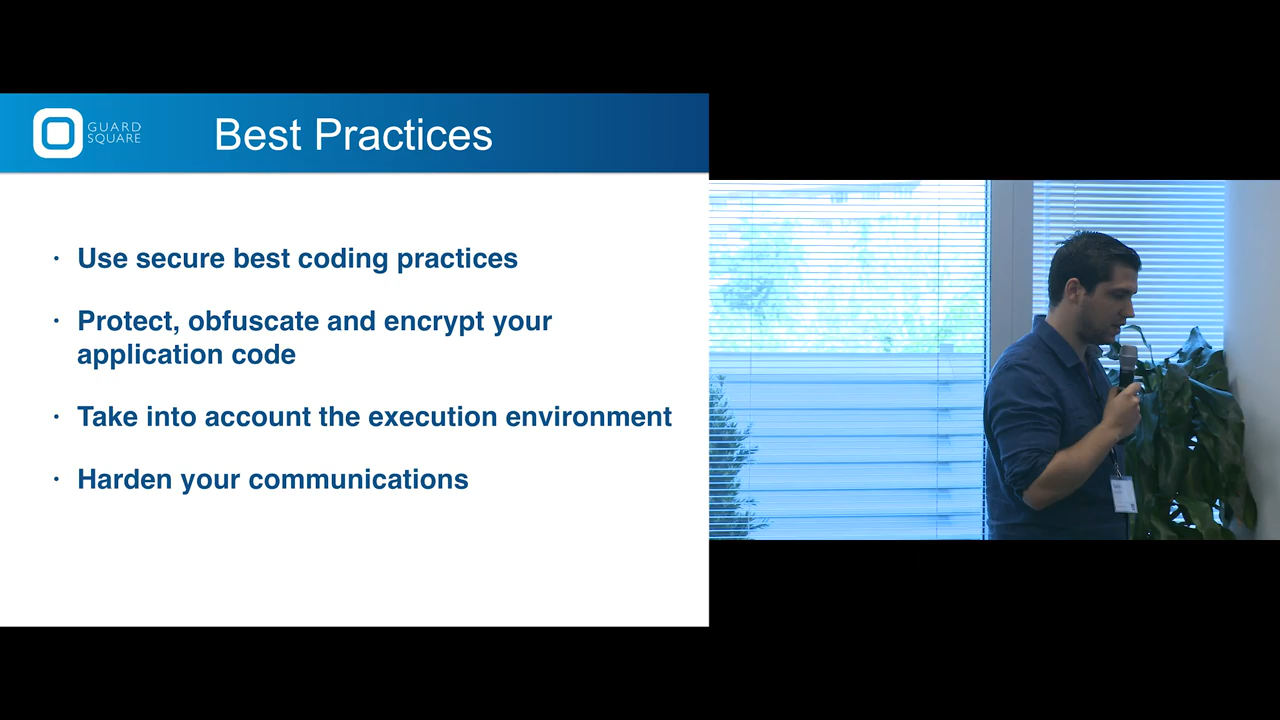 GUARD
SQUARE
Best Practices
· Use secure best coding practices
· Protect, obfuscate and encrypt your
application code
· Take into account the execution environment
· Harden your communications